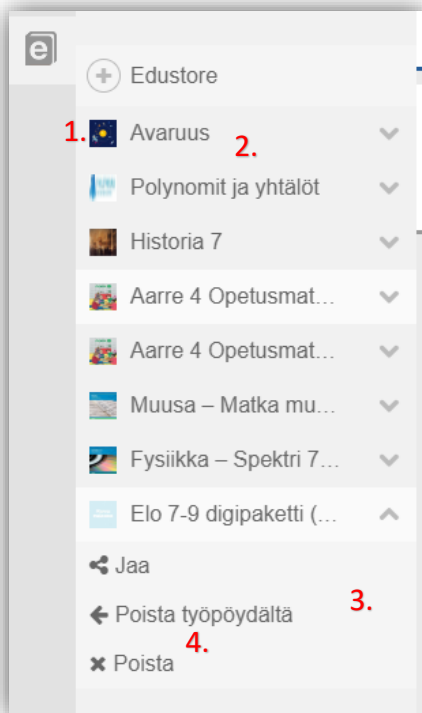 e
Edustore
1. Avaruus
2.
Polynomit ja yhtälöt
Historia 7
Aarre 4 Opetusmat...
Aarre 4 Opetusmat...
Muusa – Matka mu...
Fysiikka – Spektri 7...
Elo 7-9 digipaketti (...
Jaa
Poista työpöydältä 3.
4.
Poista